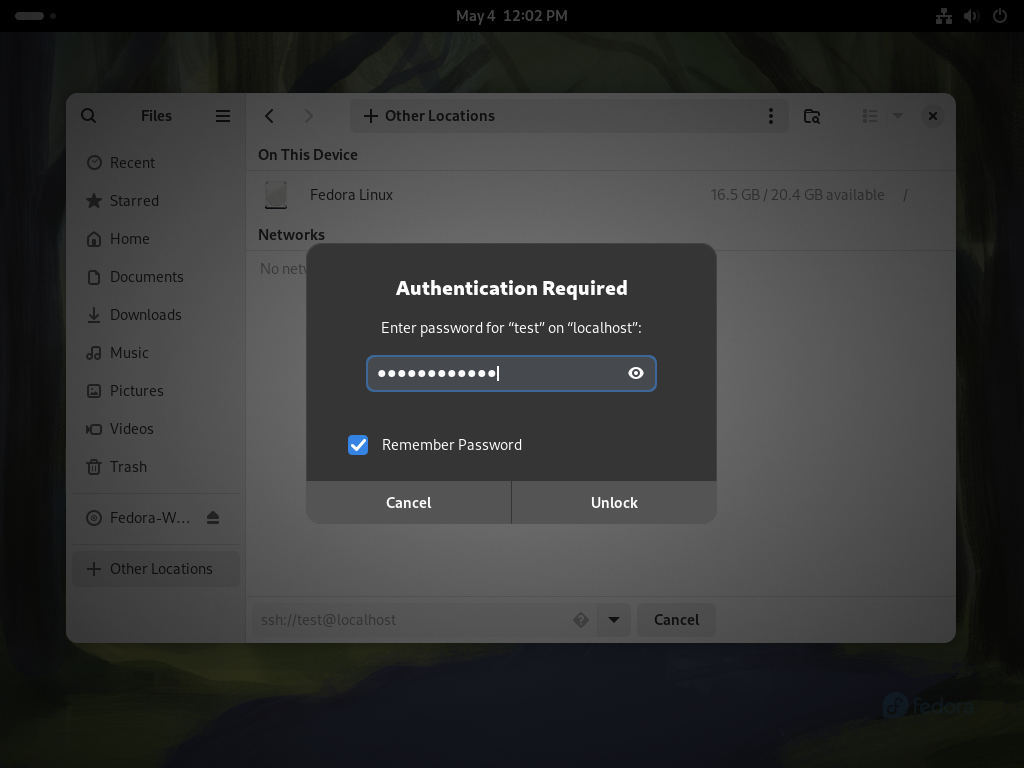 May 4 12:02 PM
Files
Other Locations
Recent
Starred
Home
Documents
Downloads
Music
Pictures
Videos
Trash
Fedora-W...
Other Locations
On This Device
Fedora Linux 16.5 GB / 20.4 GB available /
Networks
No netw
Authentication Required
Enter password for “test” on “localhost”:
●●●●●●●●●●●●
Remember Password
Cancel Unlock
ssh://test@localhost Cancel
fedora